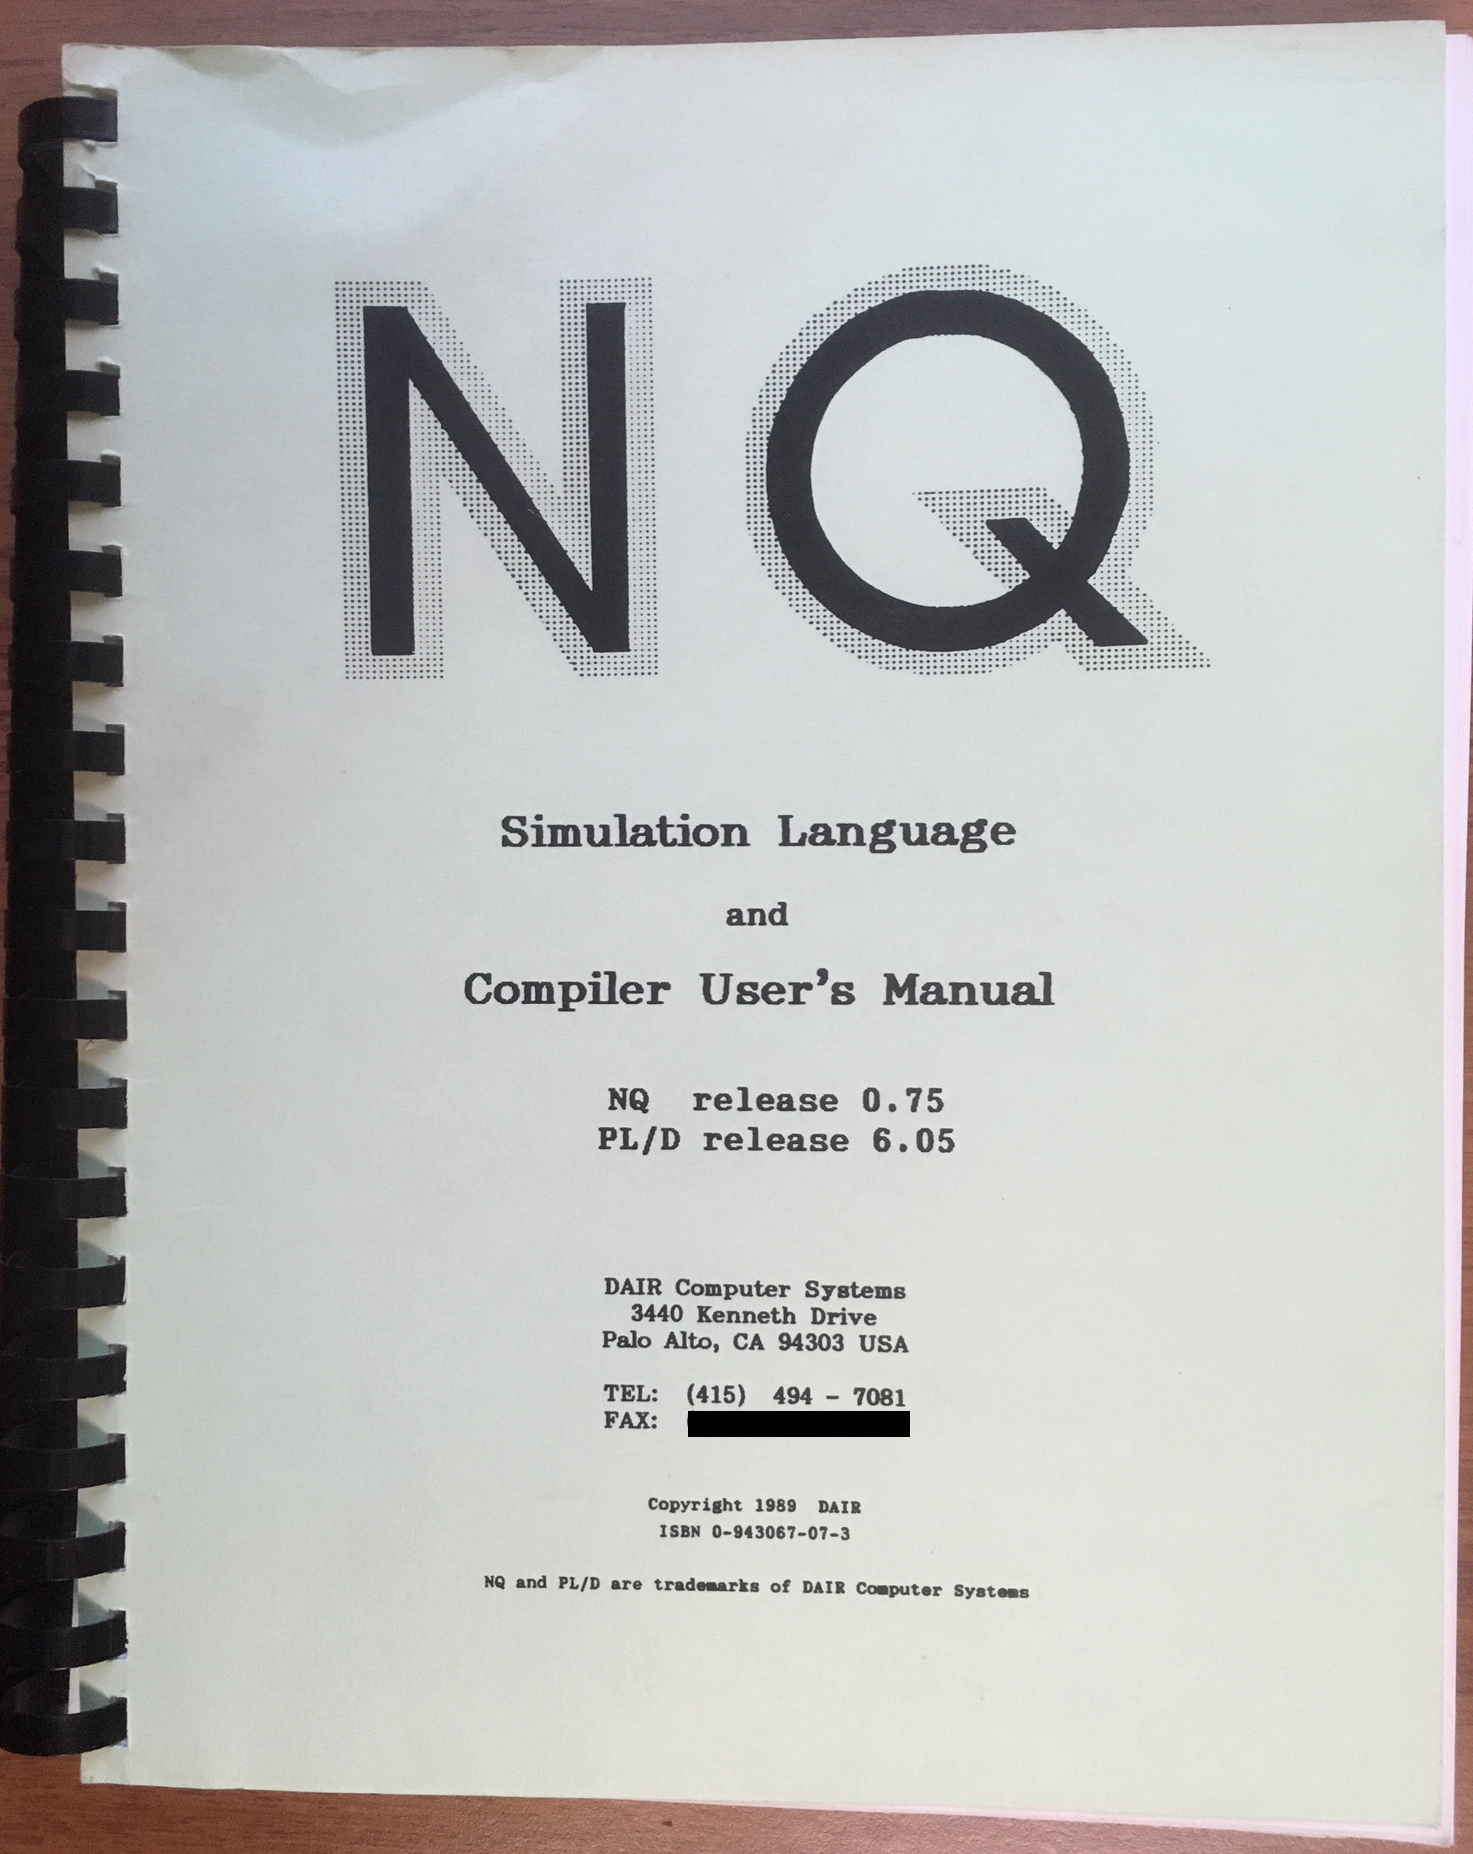 NQ
Simulation Language
and
Compiler User's Manual
NQ release 0.75
PL/D release 6.05
DAIR Computer Systems
3440 Kenneth Drive
Palo Alto, CA 94303 USA
TEL: (415) 494 - 7081
FAX:
Copyright 1989 DAIR
ISBN 0-943067-07-3
NQ and PL/D are trademarks of DAIR Computer Systems